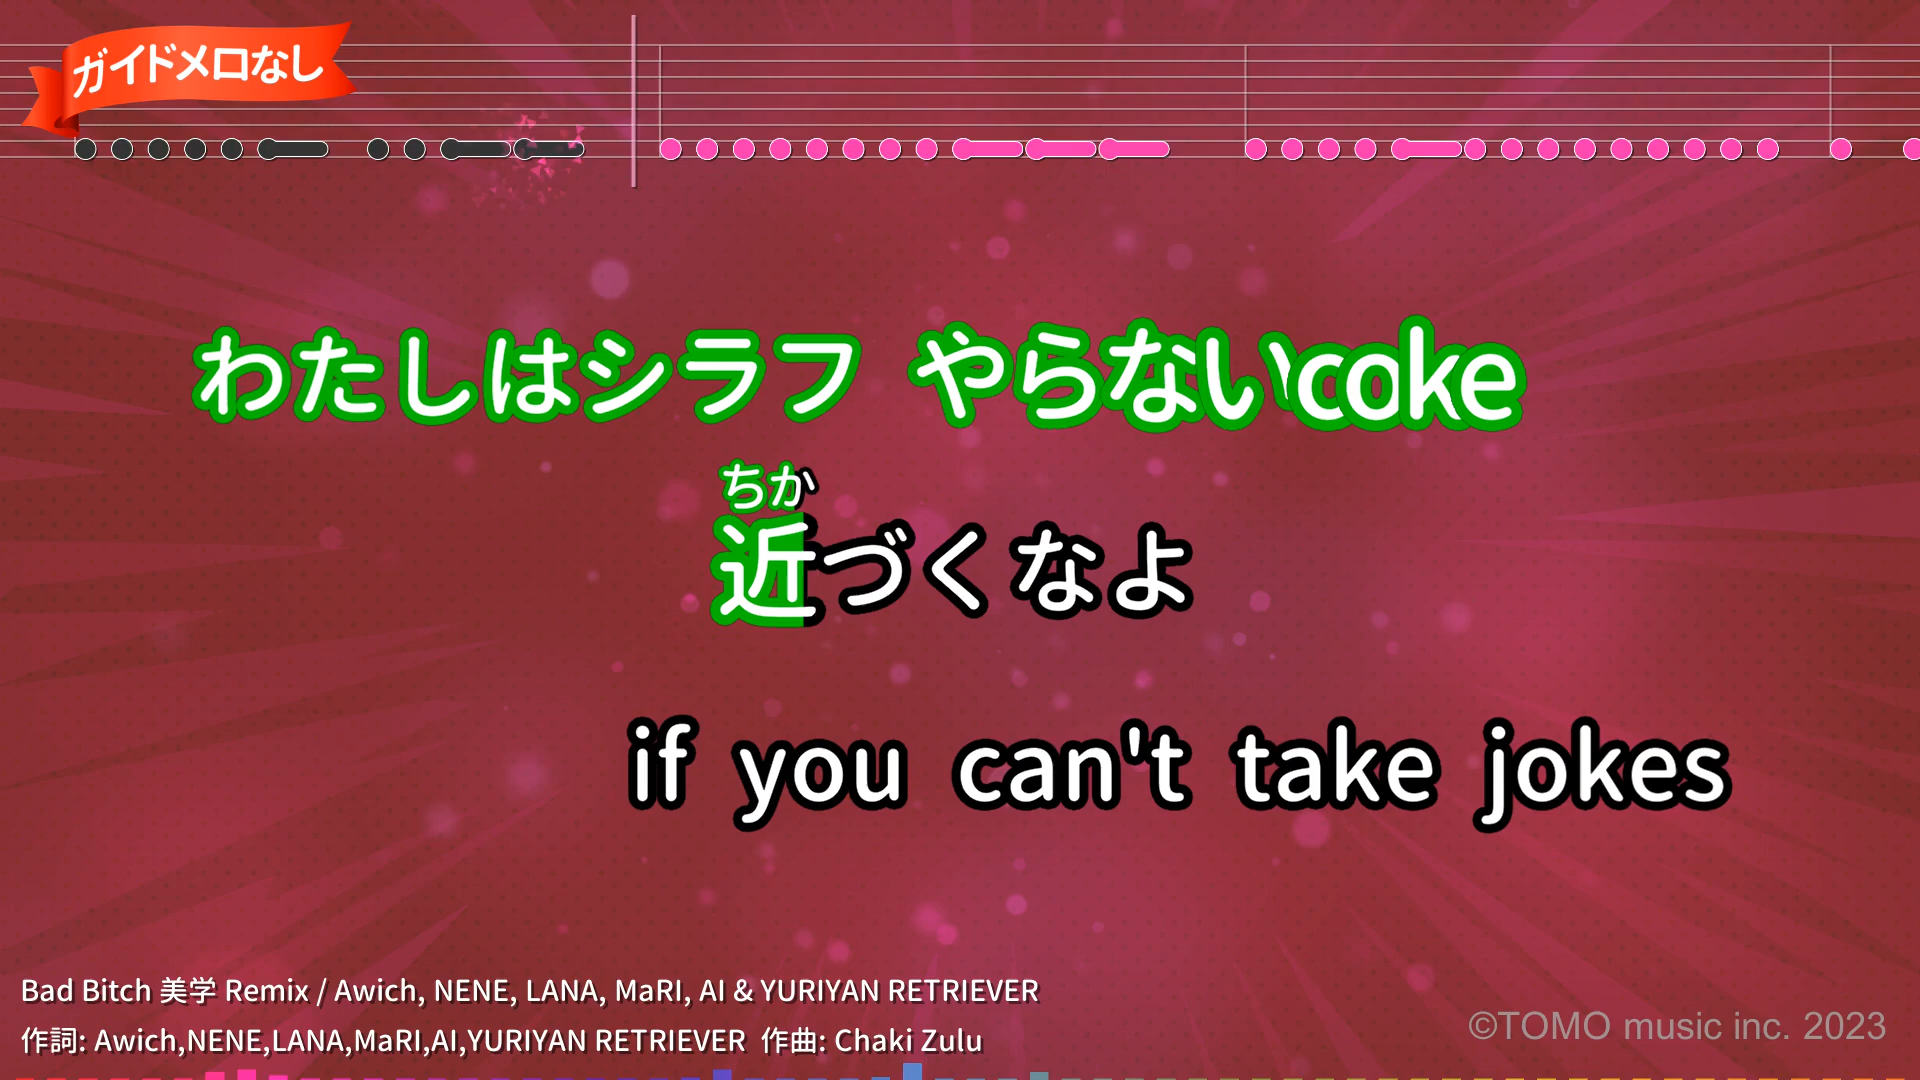 ガイドメロなし
わたしはシラフ やらないcoke
ちか
近づくなよ
if you can't take jokes
Bad Bitch 美学 Remix / Awich, NENE, LANA, MaRI, AI & YURIYAN RETRIEVER
作詞: Awich,NENE,LANA,MaRI,AI,YURIYAN RETRIEVER 作曲: Chaki Zulu
©TOMO music inc. 2023